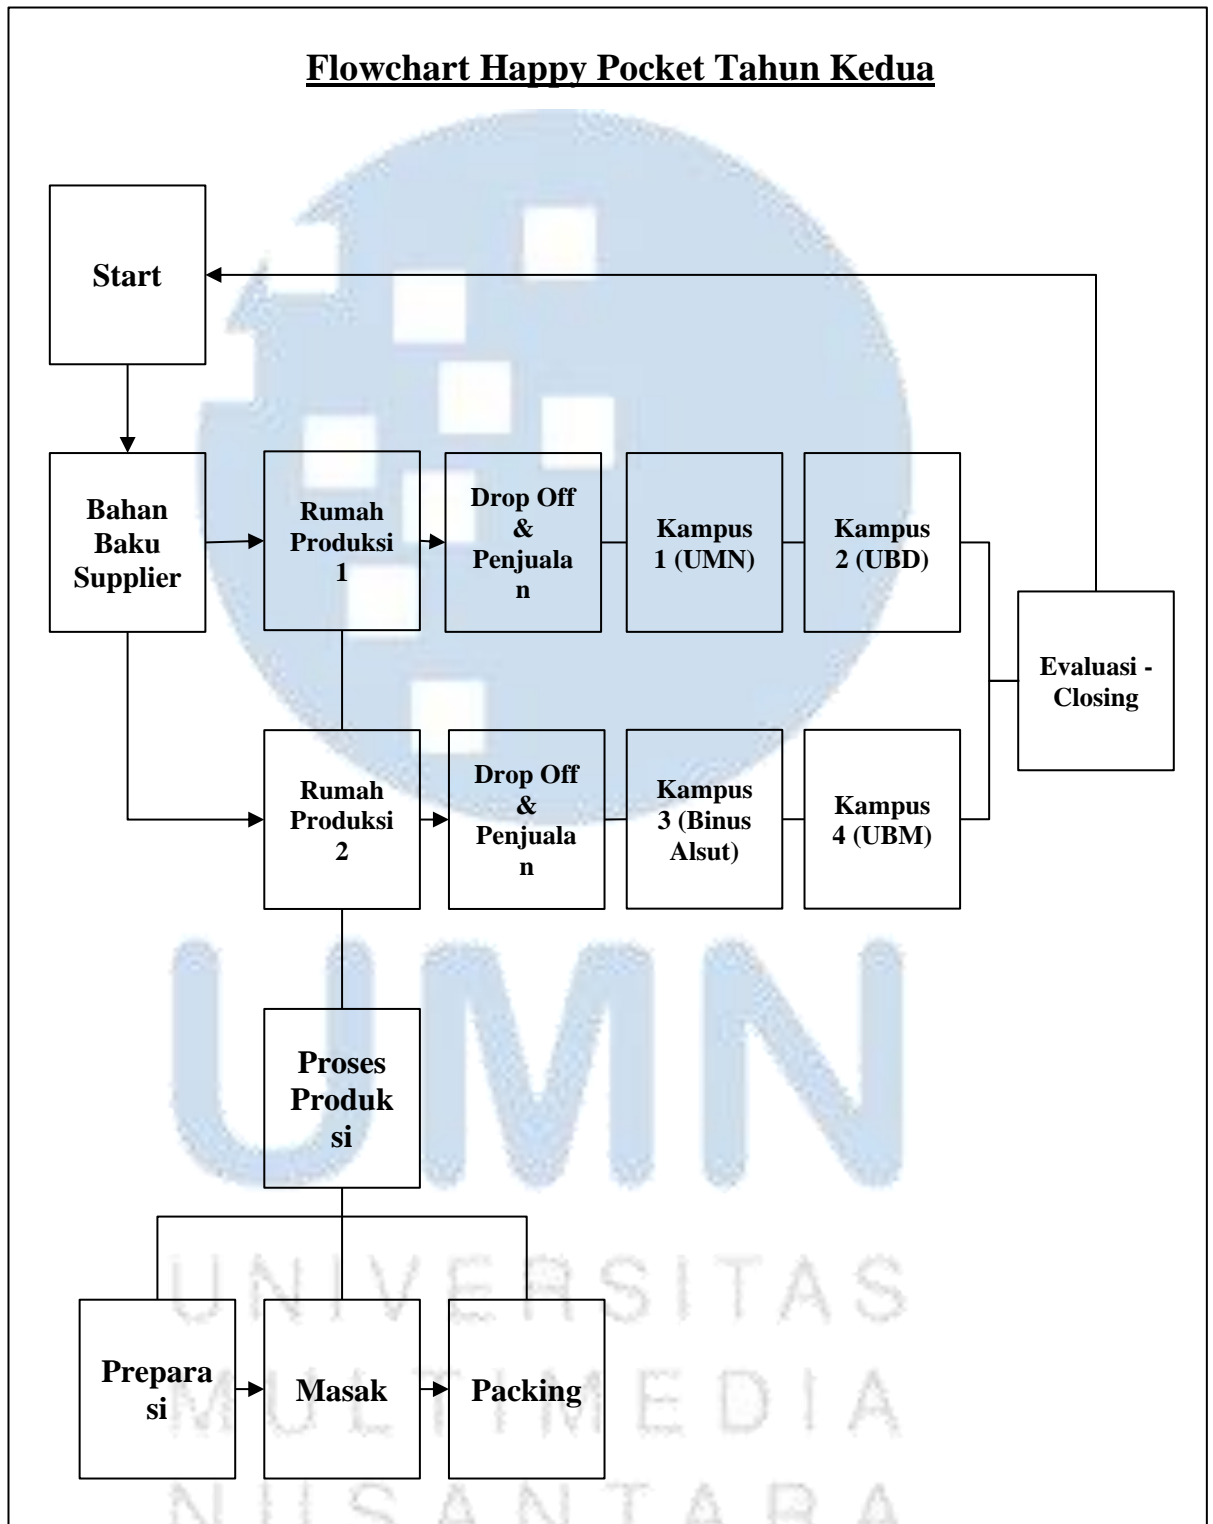 Flowchart Happy Pocket Tahun Kedua
Start
Bahan
Baku
Supplier
Rumah
Produksi
1
Drop Off
&
Penjuala
n
Kampus
1 (UMN)
Kampus
2 (UBD)
Evaluasi -
Closing
Rumah
Produksi
2
Drop Off
&
Penjuala
n
Kampus
3 (Binus
Alsut)
Kampus
4 (UBM)
Proses
Produk
si
Prepara
si
Masak
Packing
UMN
UNIVERSITAS
MULTIMEDIA
NUSANTARA